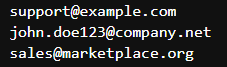 support@example.com
john.doe123@company.net
sales@marketplace.org